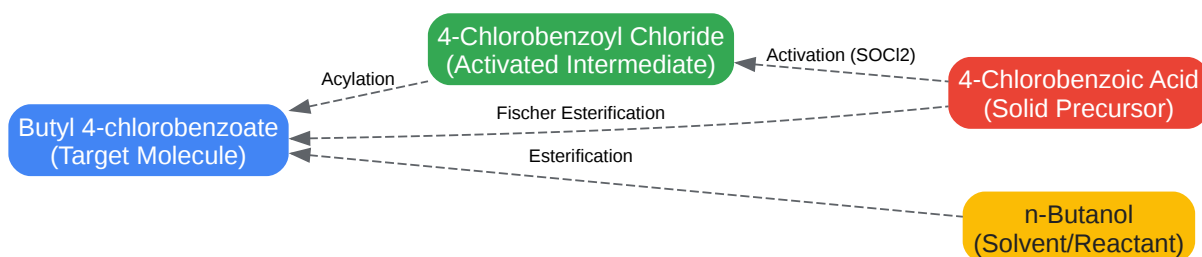 4-Chlorobenzoyl Chloride
(Activated Intermediate)
Activation (SOCl2)
4-Chlorobenzoic Acid
(Solid Precursor)
Acylation
Fischer Esterification
Butyl 4-chlorobenzoate
(Target Molecule)
Esterification
n-Butanol
(Solvent/Reactant)